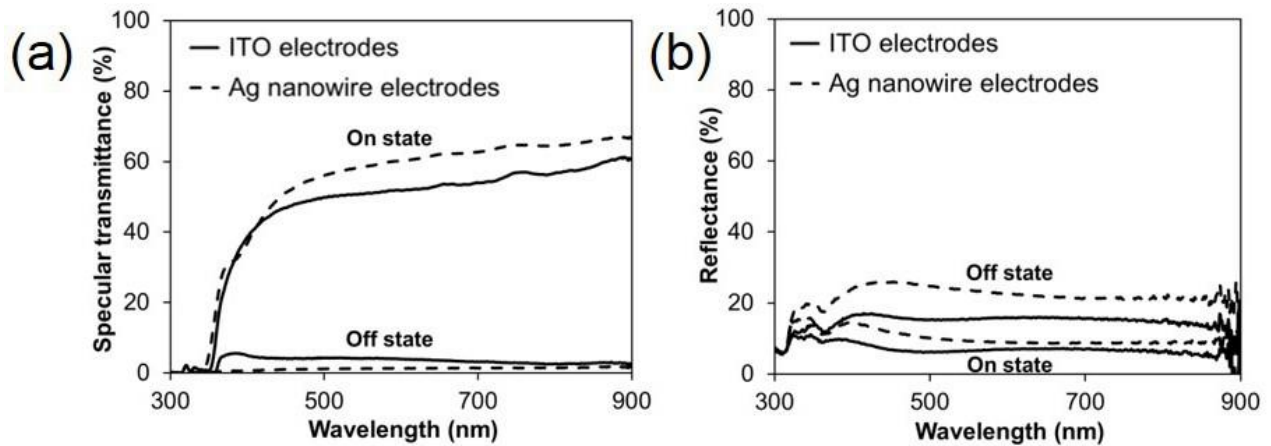 (a)
100
80
60
40
20
0
Specular transmittance (%)
ITO electrodes
Ag nanowire electrodes
On state
Off state
300 500 700 900
Wavelength (nm)
(b)
100
80
60
40
20
0
Reflectance (%)
ITO electrodes
Ag nanowire electrodes
Off state
On state
300 500 700 900
Wavelength (nm)